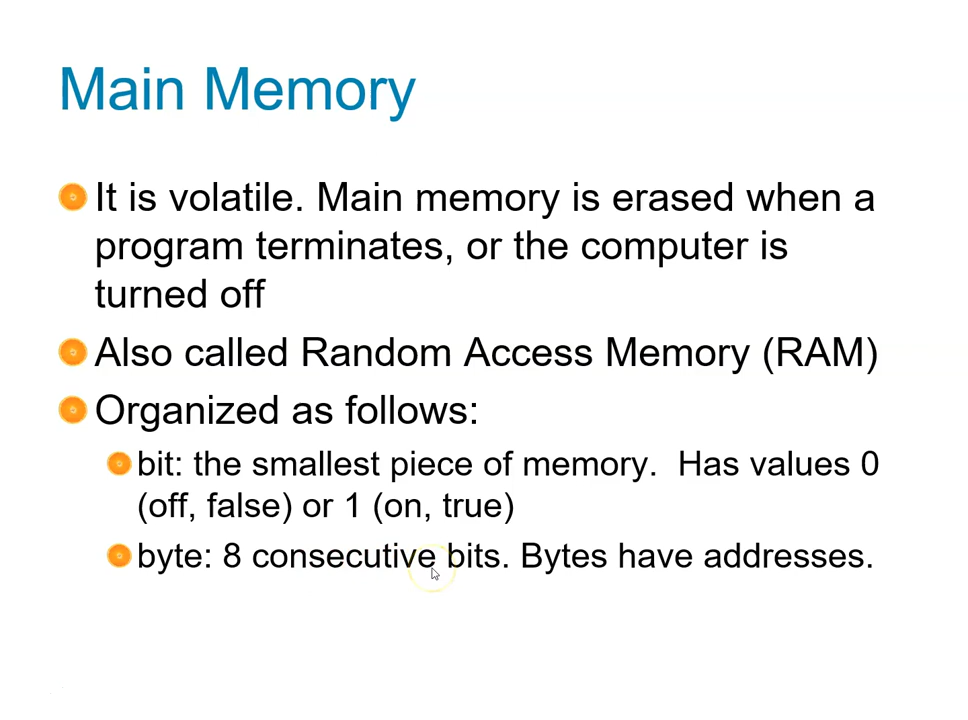 Main Memory
It is volatile. Main memory is erased when a
program terminates, or the computer is
turned off
Also called Random Access Memory (RAM)
Organized as follows:
bit: the smallest piece of memory.  Has values 0
(off, false) or 1 (on, true)
byte: 8 consecutive bits. Bytes have addresses.